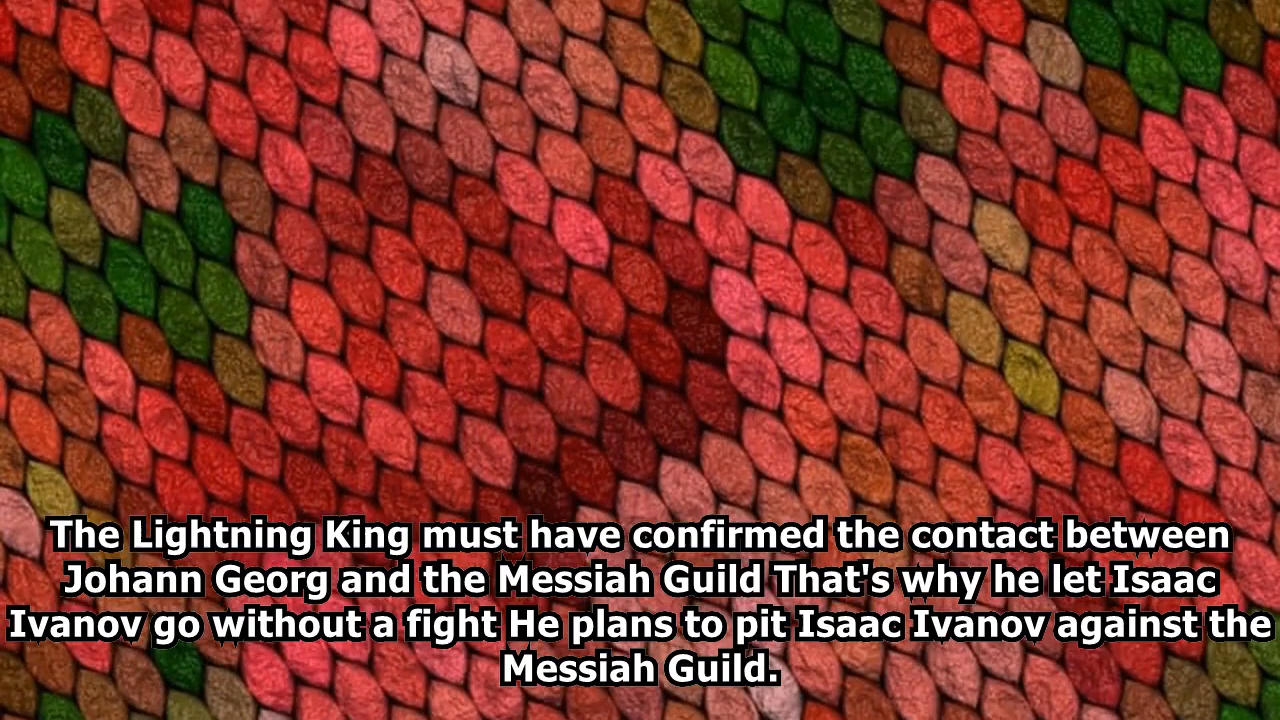 The Lightning King must have confirmed the contact between
Johann Georg and the Messiah Guild That's why he let Isaac
Ivanov go without a fight He plans to pit Isaac Ivanov against the
Messiah Guild.